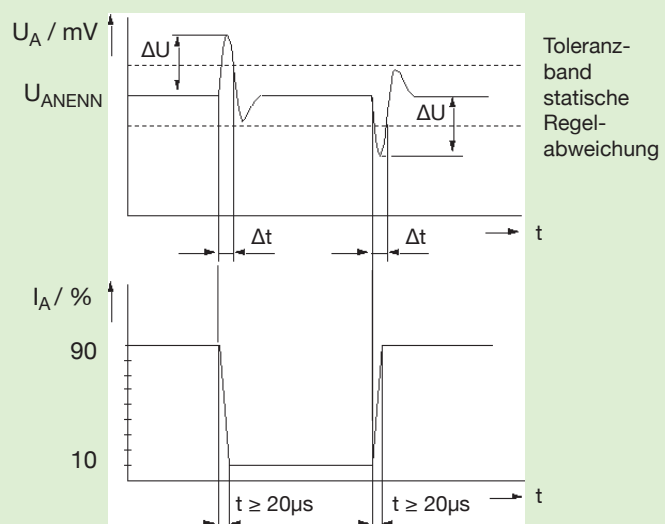 U_A / mV
ΔU
Toleranz-
band
statische
Regel-
abweichung
U_ANENN
ΔU
t
Δt
Δt
I_A / %
90
10
t
t ≥ 20µs
t ≥ 20µs